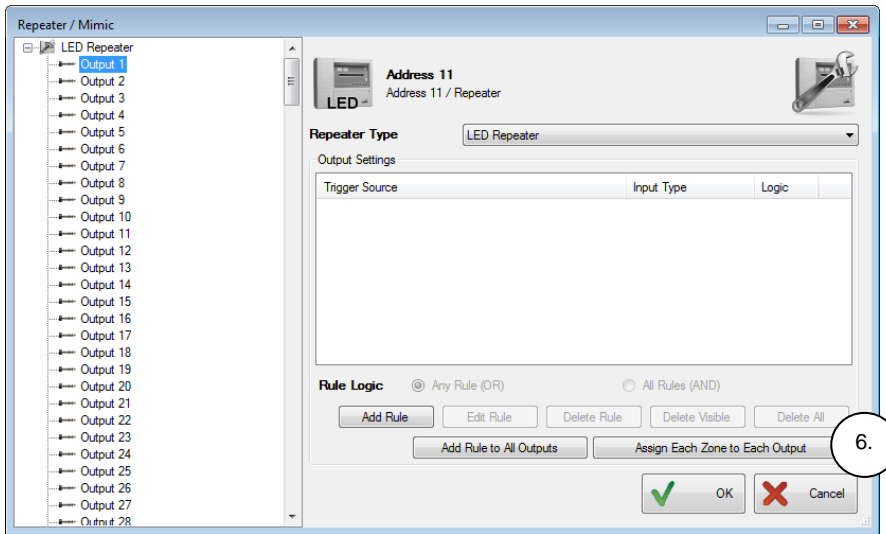 Repeater / Mimic
LED Repeater
Output 1
Output 2
Output 3
Output 4
Output 5
Output 6
Output 7
Output 8
Output 9
Output 10
Output 11
Output 12
Output 13
Output 14
Output 15
Output 16
Output 17
Output 18
Output 19
Output 20
Output 21
Output 22
Output 23
Output 24
Output 25
Output 26
Output 27
Output 28
LED
Address 11
Address 11 / Repeater
Repeater Type LED Repeater
Output Settings
Trigger Source Input Type Logic
Rule Logic Any Rule (OR) All Rules (AND)
Add Rule Edit Rule Delete Rule Delete Visible Delete All
Add Rule to All Outputs Assign Each Zone to Each Output
6.
OK Cancel